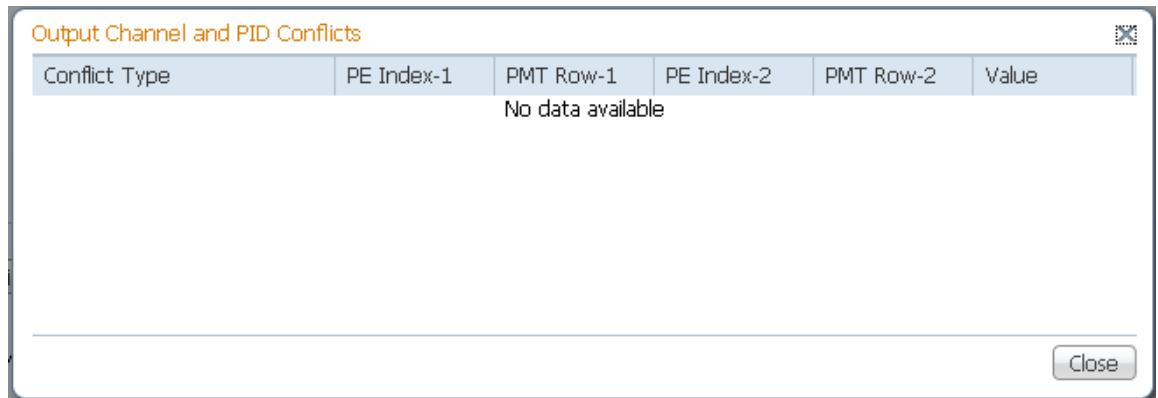 Output Channel and PID Conflicts
Conflict Type PE Index-1 PMT Row-1 PE Index-2 PMT Row-2 Value
No data available
Close